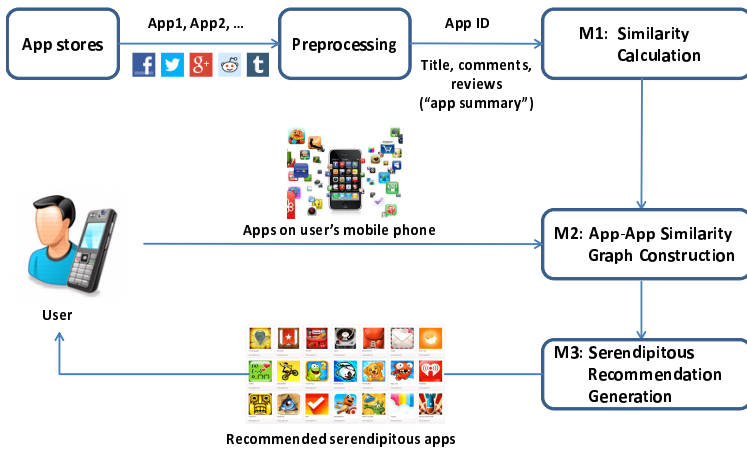 App stores
App1, App2, ...
Preprocessing
App ID
Title, comments,
reviews
(“app summary”)
M1: Similarity
Calculation
Apps on user’s mobile phone
M2: App-App Similarity
Graph Construction
User
M3: Serendipitous
Recommendation
Generation
Recommended serendipitous apps